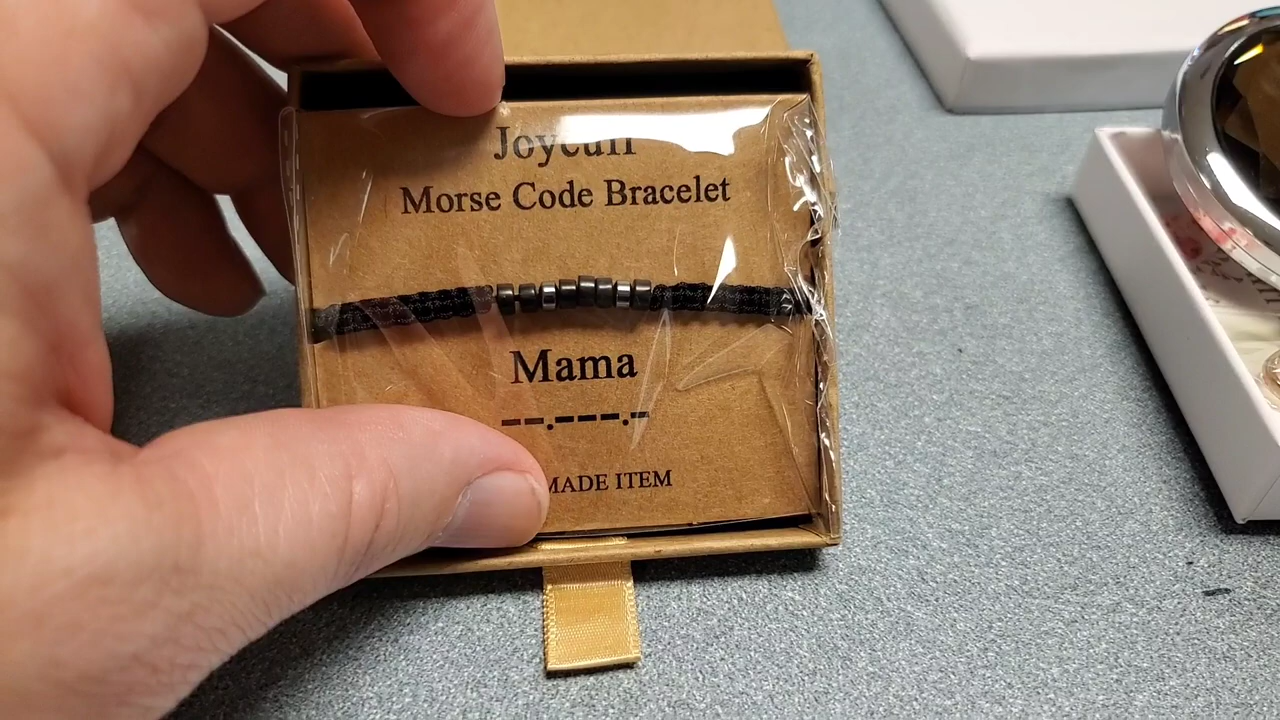 Joycuff
Morse Code Bracelet
Mama
--.---.-
MADE ITEM